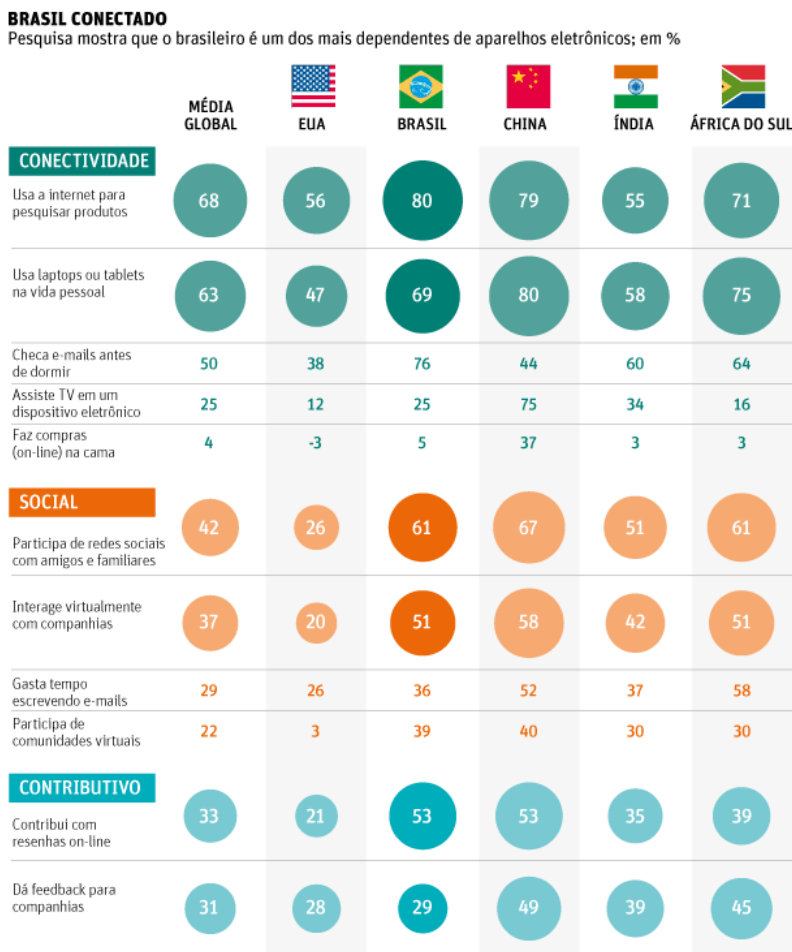 BRASIL CONECTADO
Pesquisa mostra que o brasileiro é um dos mais dependentes de aparelhos eletrônicos; em %
MÉDIA
GLOBAL EUA BRASIL CHINA ÍNDIA ÁFRICA DO SUL
CONECTIVIDADE
Usa a internet para
pesquisar produtos
68 56 80 79 55 71
Usa laptops ou tablets
na vida pessoal
63 47 69 80 58 75
Checa e-mails antes
de dormir
50 38 76 44 60 64
Assiste TV em um
dispositivo eletrônico
25 12 25 75 34 16
Faz compras
(on-line) na cama
4 -3 5 37 3 3
SOCIAL
Participa de redes sociais
com amigos e familiares
42 26 61 67 51 61
Interage virtualmente
com companhias
37 20 51 58 42 51
Gasta tempo
escrevendo e-mails
29 26 36 52 37 58
Participa de
comunidades virtuais
22 3 39 40 30 30
CONTRIBUTIVO
Contribui com
resenhas on-line
33 21 53 53 35 39
Dá feedback para
companhias
31 28 29 49 39 45